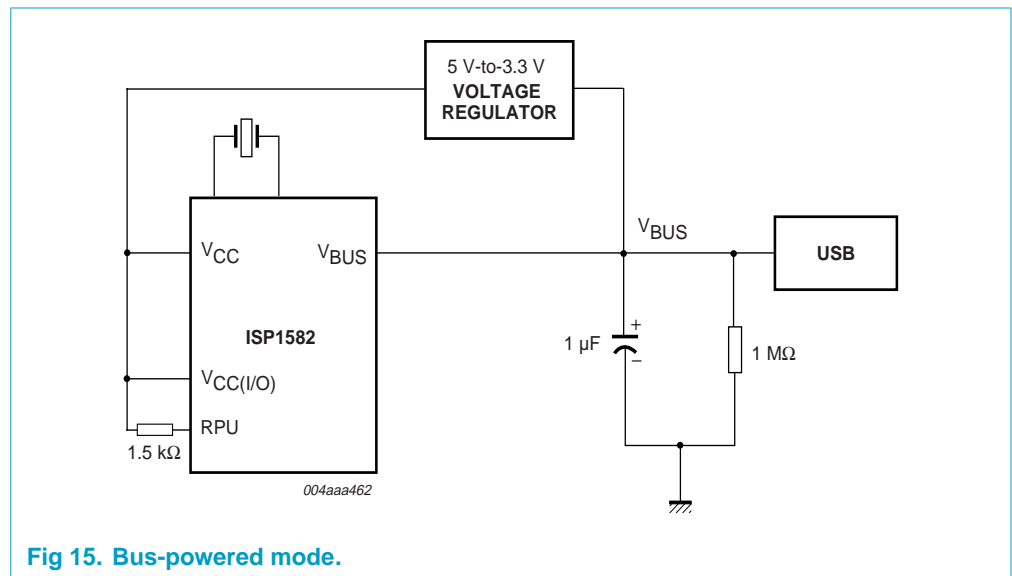 5 V-to-3.3 V
VOLTAGE
REGULATOR
VCC
VBUS
VBUS
USB
ISP1582
1 µF
+
−
1 MΩ
VCC(I/O)
RPU
1.5 kΩ
004aaa462
Fig 15. Bus-powered mode.